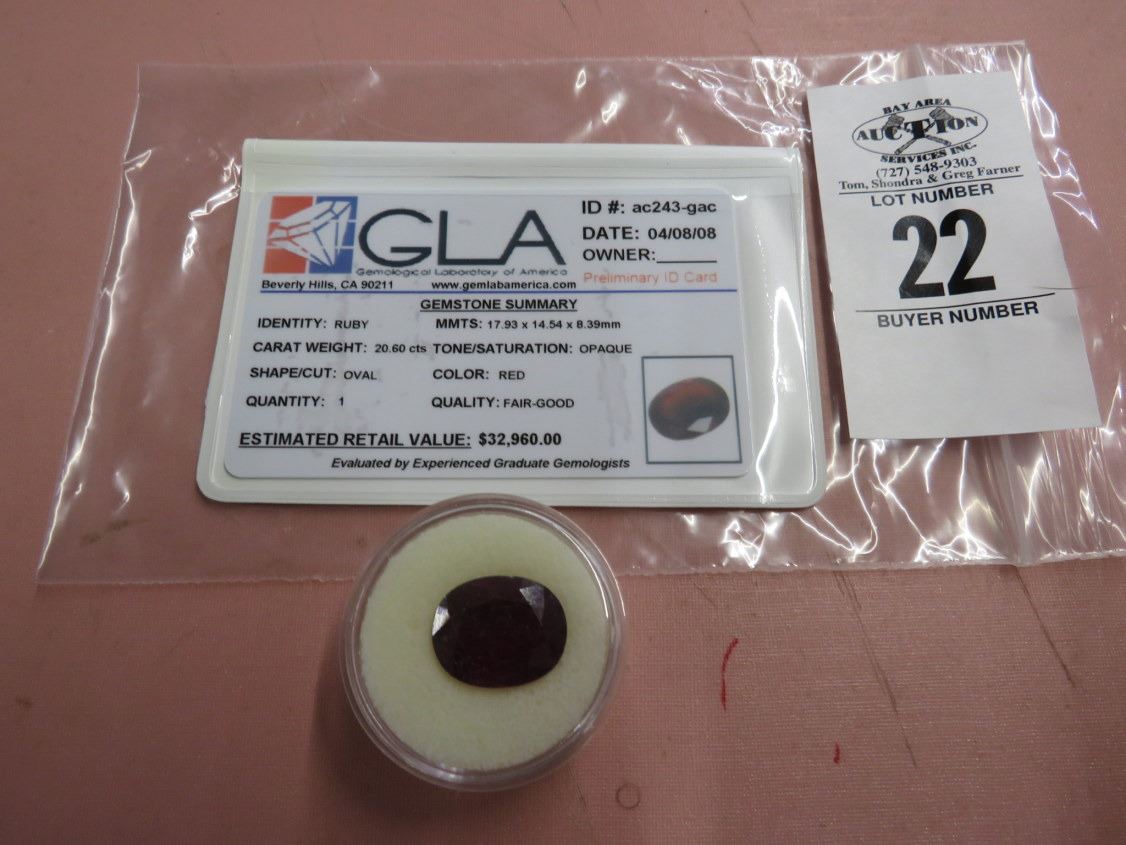 GLA
Gemological Laboratory of America
Beverly Hills, CA 90211 www.gemlabamerica.com
ID #: ac243-gac
DATE: 04/08/08
OWNER:______
Preliminary ID Card
GEMSTONE SUMMARY
IDENTITY: RUBY MMTS: 17.93 x 14.54 x 8.39mm
CARAT WEIGHT: 20.60 cts TONE/SATURATION: OPAQUE
SHAPE/CUT: OVAL COLOR: RED
QUANTITY: 1 QUALITY: FAIR-GOOD
ESTIMATED RETAIL VALUE: $32,960.00
Evaluated by Experienced Graduate Gemologists
BAY AREA
AUCTION
SERVICES INC.
(727) 548-9303
Tom, Shondra & Greg Farner
LOT NUMBER
22
BUYER NUMBER